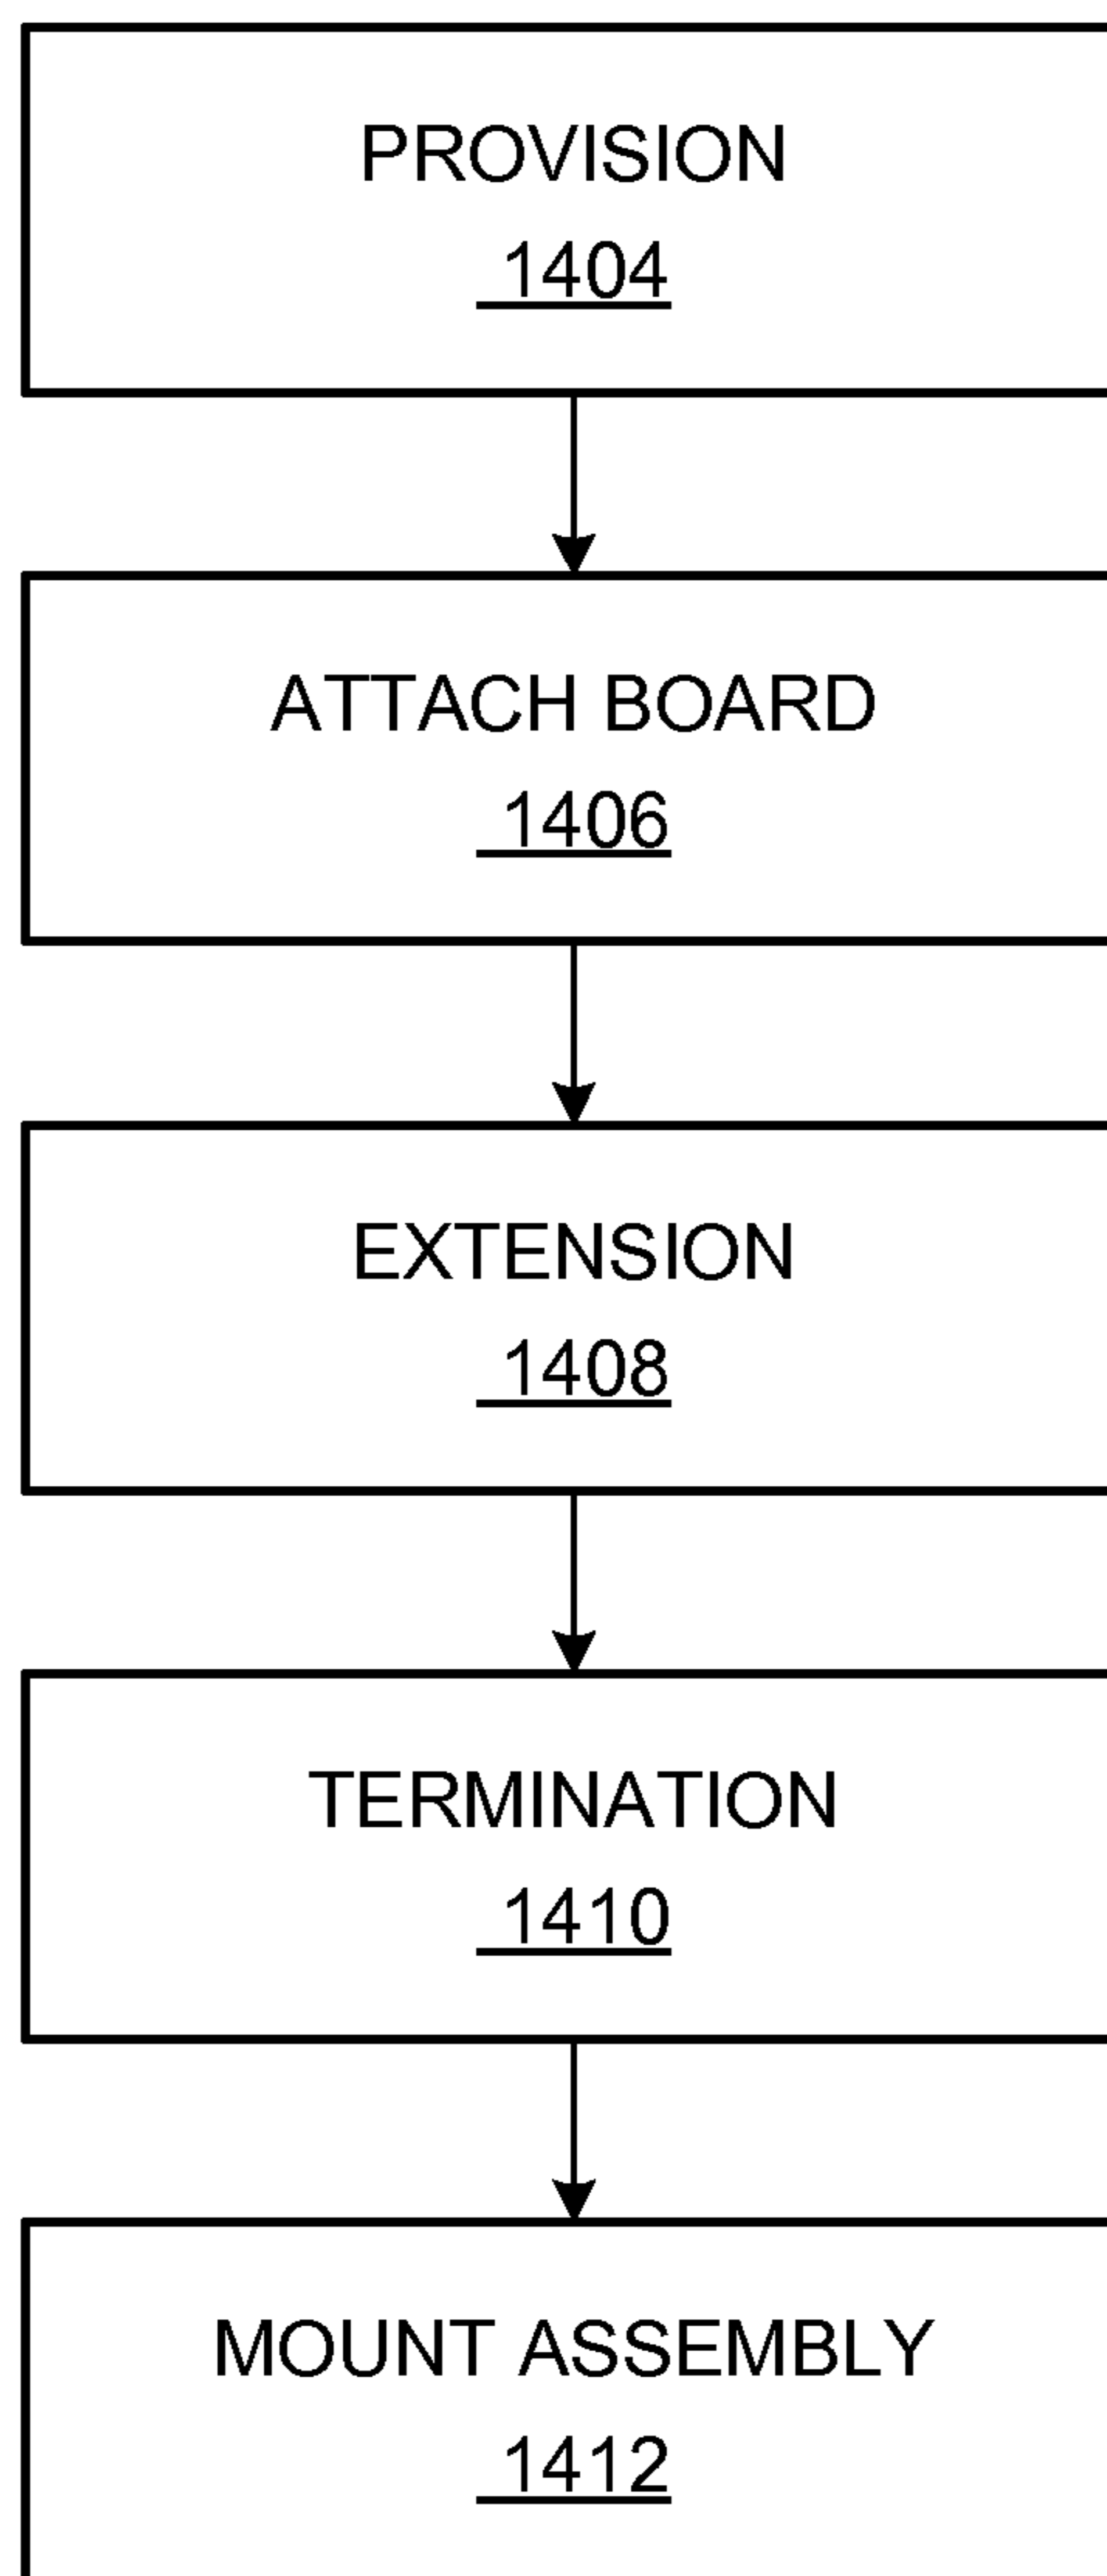 PROVISION
1404
ATTACH BOARD
1406
EXTENSION
1408
TERMINATION
1410
MOUNT ASSEMBLY
1412